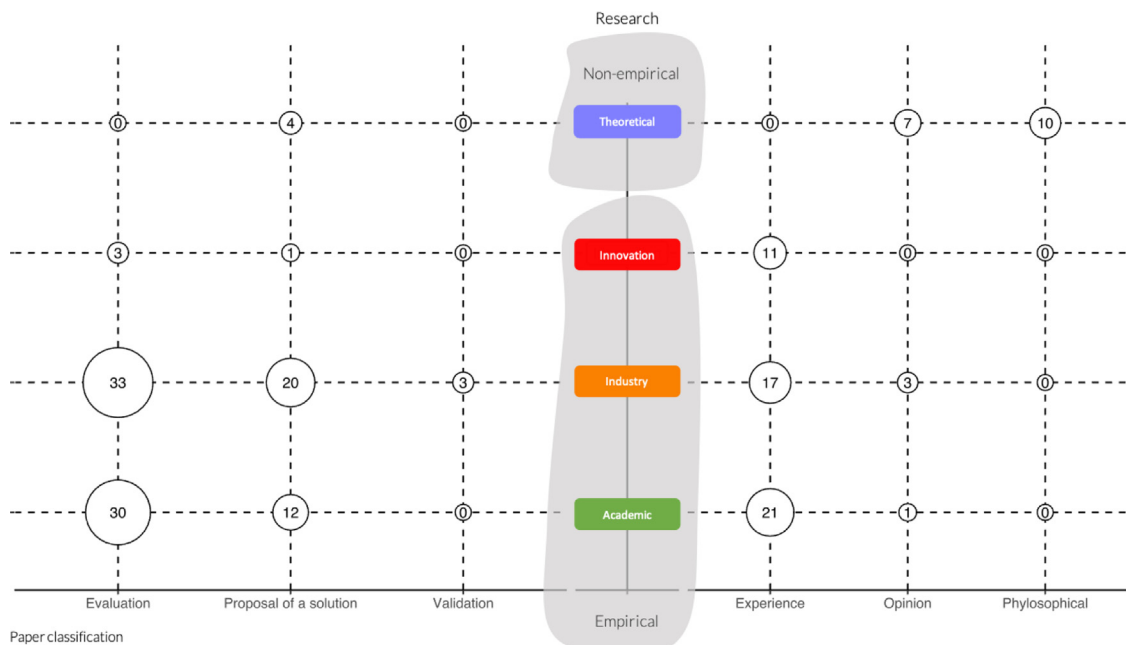 Research
Non-empirical
0 4 0 Theoretical 0 7 10
3 1 0 Innovation 11 0 0
33 20 3 Industry 17 3 0
30 12 0 Academic 21 1 0
Evaluation Proposal of a solution Validation Experience Opinion Phylosophical
Empirical
Paper classification